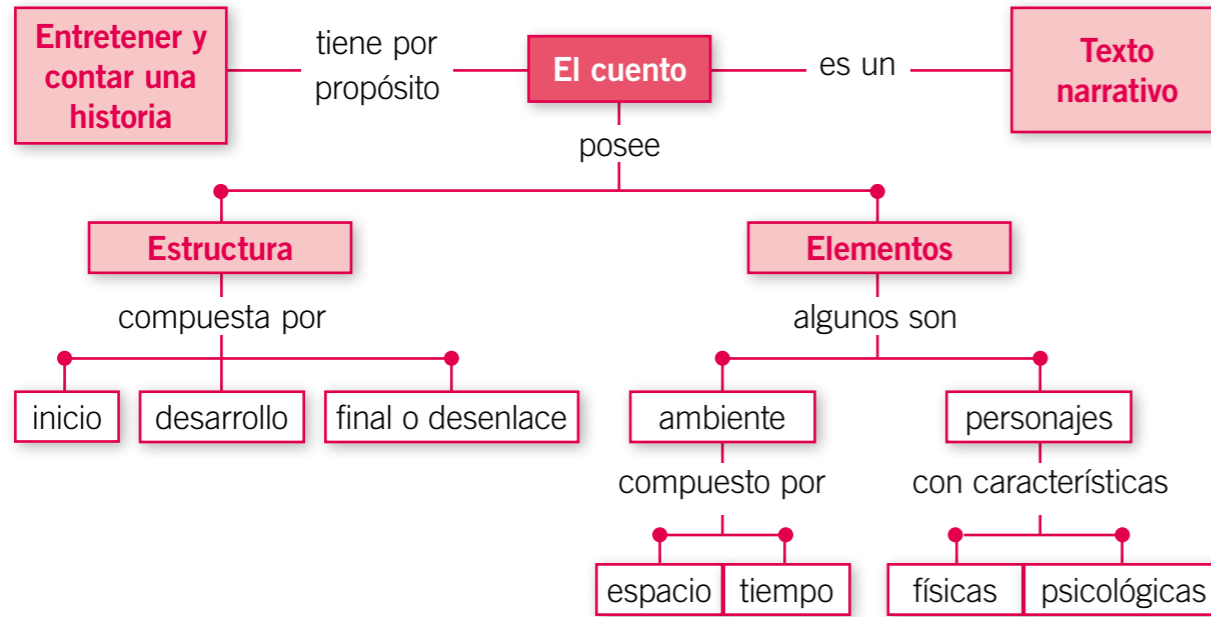 Entretener y
contar una
historia
tiene por
propósito
El cuento
es un
Texto
narrativo
posee
Estructura
Elementos
compuesta por
algunos son
inicio
desarrollo
final o desenlace
ambiente
personajes
compuesto por
con características
espacio
tiempo
físicas
psicológicas